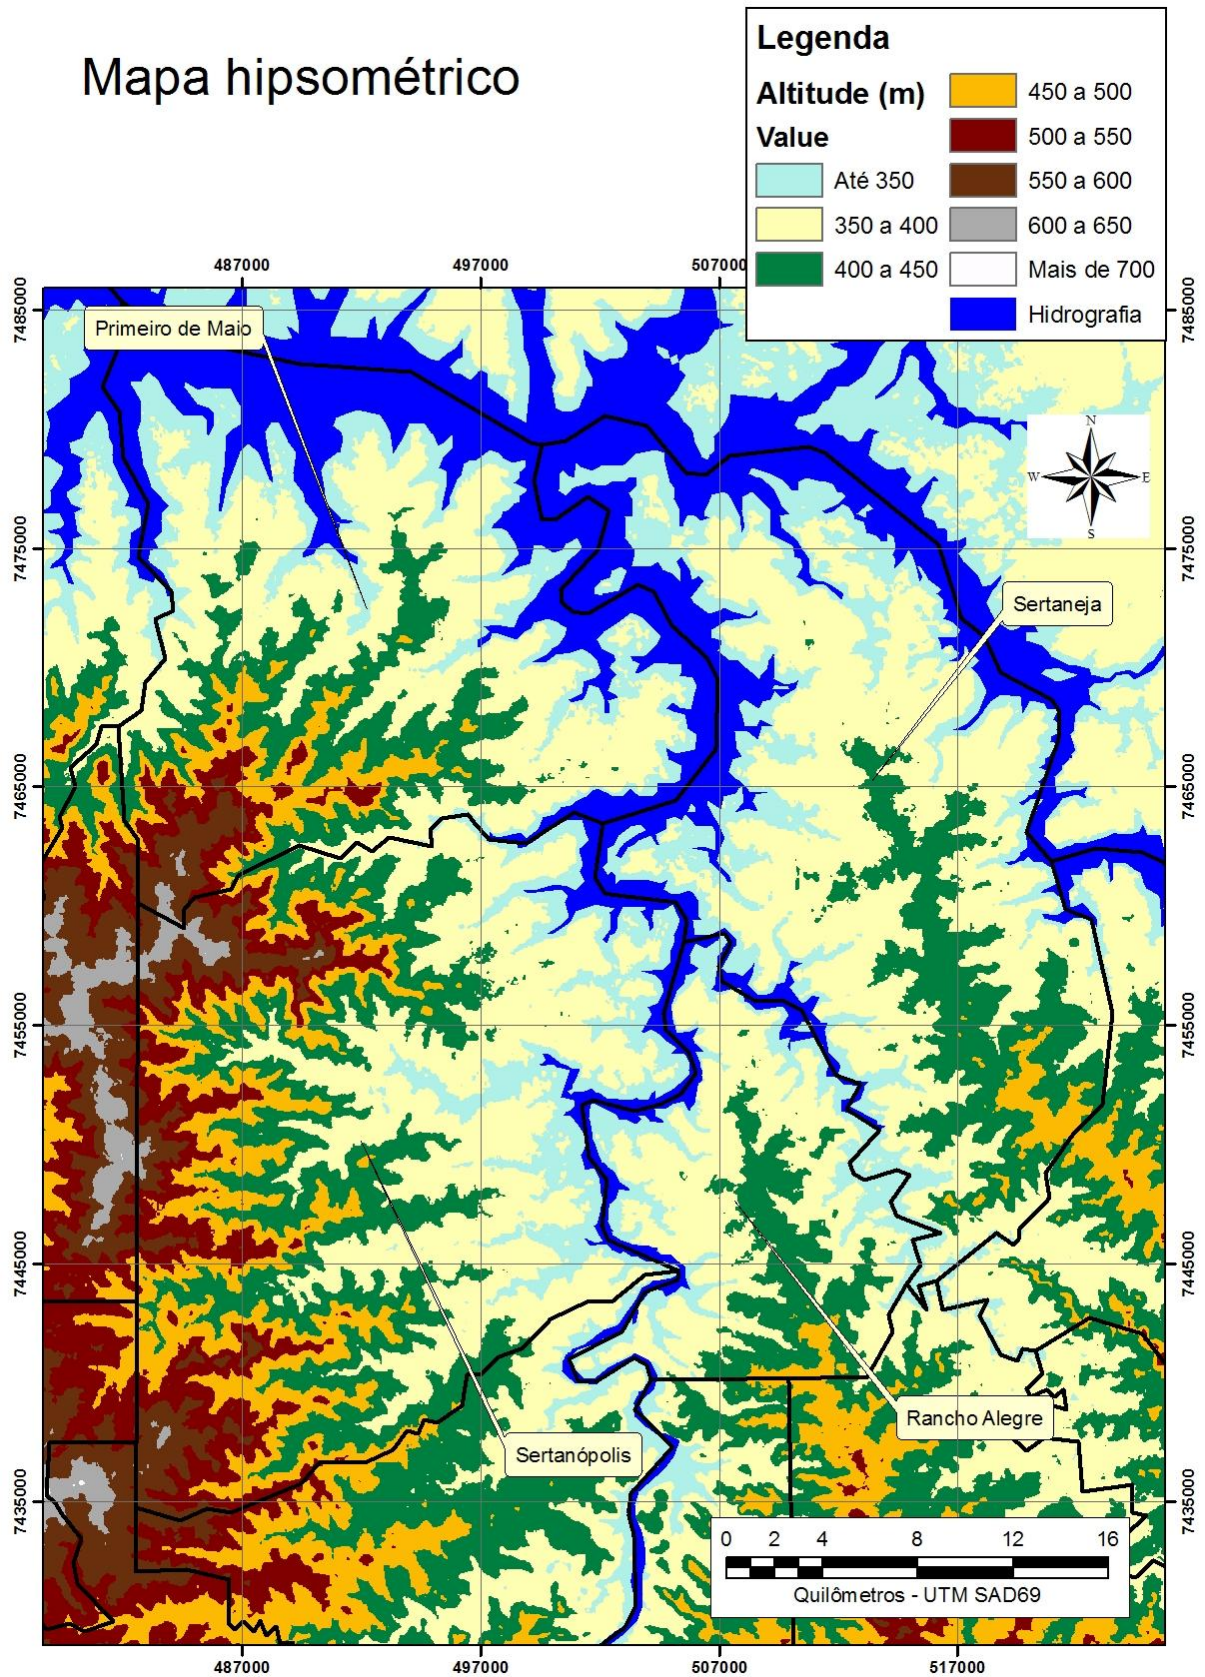 Mapa hipsométrico
Legenda
Altitude (m)
Value
Até 350
350 a 400
400 a 450
450 a 500
500 a 550
550 a 600
600 a 650
Mais de 700
Hidrografia
487000
497000
507000
7485000
7485000
Primeiro de Maio
N
W
E
S
7475000
7475000
Sertaneja
7465000
7465000
7455000
7455000
7445000
7445000
Rancho Alegre
Sertanópolis
7435000
7435000
0 2 4 8 12 16
Quilômetros - UTM SAD69
487000
497000
507000
517000